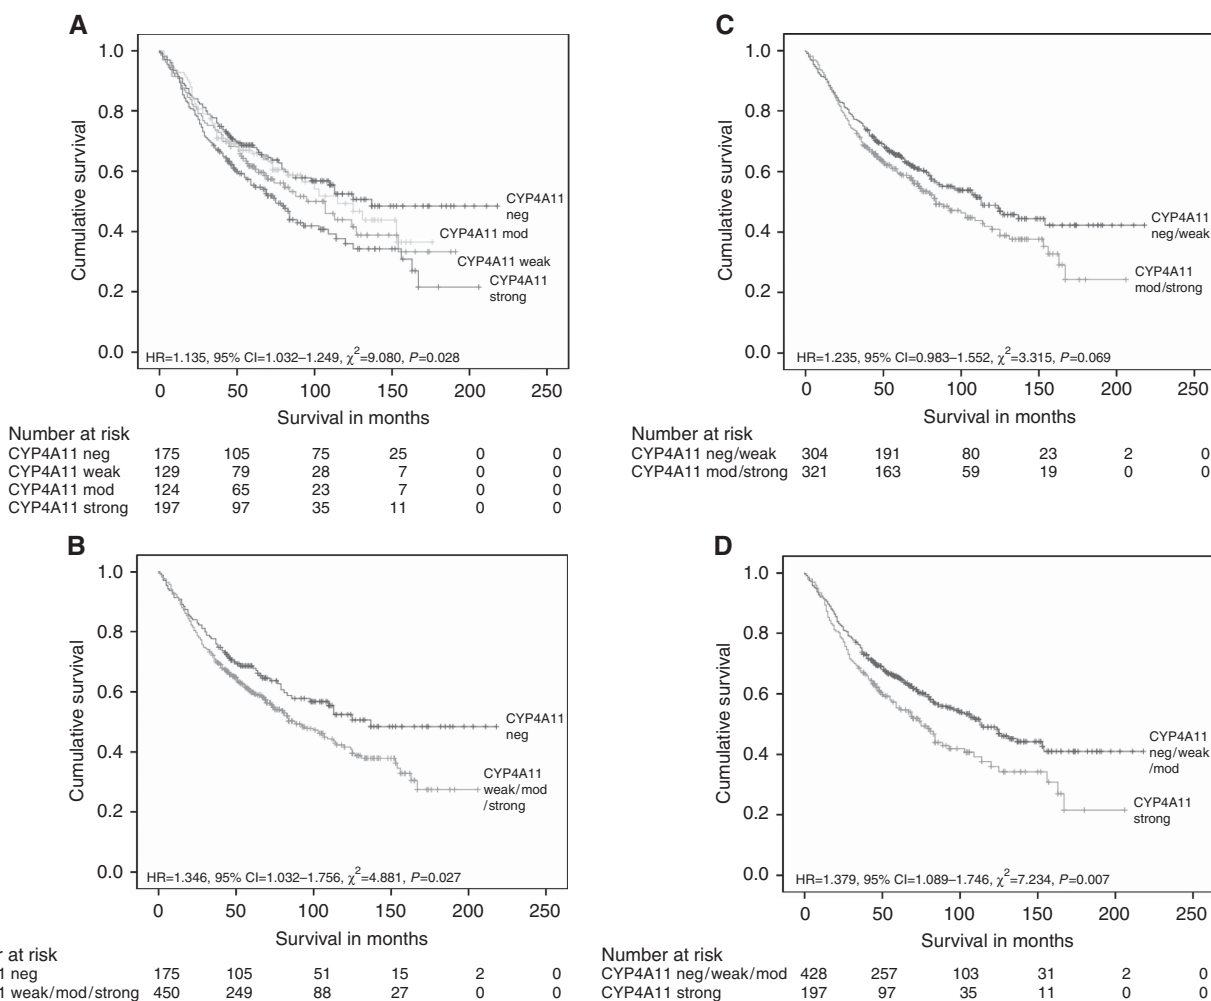 A
1.0
0.8
0.6
0.4
0.2
0.0
Cumulative survival
CYP4A11
neg
CYP4A11 mod
CYP4A11 weak
CYP4A11
strong
HR=1.135, 95% CI=1.032–1.249, χ2=9.080, P=0.028
0 50 100 150 200 250
Survival in months
Number at risk
CYP4A11 neg 175 105 75 25 0 0
CYP4A11 weak 129 79 28 7 0 0
CYP4A11 mod 124 65 23 7 0 0
CYP4A11 strong 197 97 35 11 0 0
C
1.0
0.8
0.6
0.4
0.2
0.0
Cumulative survival
CYP4A11
neg/weak
CYP4A11
mod/strong
HR=1.235, 95% CI=0.983–1.552, χ2=3.315, P=0.069
0 50 100 150 200 250
Survival in months
Number at risk
CYP4A11 neg/weak 304 191 80 23 2 0
CYP4A11 mod/strong 321 163 59 19 0 0
B
1.0
0.8
0.6
0.4
0.2
0.0
Cumulative survival
CYP4A11
neg
CYP4A11
weak/mod
/strong
HR=1.346, 95% CI=1.032–1.756, χ2=4.881, P=0.027
0 50 100 150 200 250
Survival in months
r at risk
1 neg 175 105 51 15 2 0
1 weak/mod/strong 450 249 88 27 0 0
D
1.0
0.8
0.6
0.4
0.2
0.0
Cumulative survival
CYP4A11
neg/weak
/mod
CYP4A11
strong
HR=1.379, 95% CI=1.089–1.746, χ2=7.234, P=0.007
0 50 100 150 200 250
Survival in months
Number at risk
CYP4A11 neg/weak/mod 428 257 103 31 2 0
CYP4A11 strong 197 97 35 11 0 0